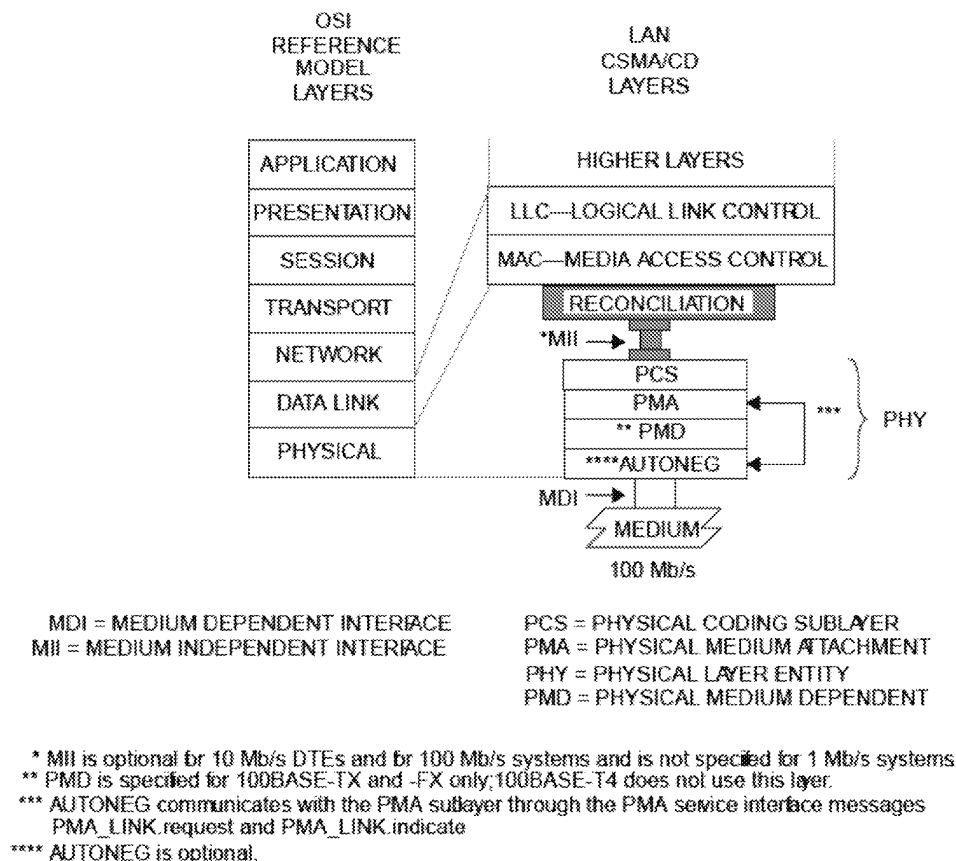 OSI
REFERENCE
MODEL
LAYERS
LAN
CSMA/CD
LAYERS
APPLICATION
PRESENTATION
SESSION
TRANSPORT
NETWORK
DATA LINK
PHYSICAL
HIGHER LAYERS
LLC—LOGICAL LINK CONTROL
MAC—MEDIA ACCESS CONTROL
RECONCILIATION
*MII
PCS
PMA
** PMD
****AUTONEG
***
PHY
MDI
MEDIUM
100 Mb/s
MDI = MEDIUM DEPENDENT INTERFACE
MII = MEDIUM INDEPENDENT INTERFACE
PCS = PHYSICAL CODING SUBLAYER
PMA = PHYSICAL MEDIUM ATTACHMENT
PHY = PHYSICAL LAYER ENTITY
PMD = PHYSICAL MEDIUM DEPENDENT
* MII is optional for 10 Mb/s DTEs and for 100 Mb/s systems and is not specified for 1 Mb/s systems.
** PMD is specified for 100BASE-TX and -FX only;100BASE-T4 does not use this layer.
*** AUTONEG communicates with the PMA sublayer through the PMA service interface messages
PMA_LINK.request and PMA_LINK.indicate
**** AUTONEG is optional.